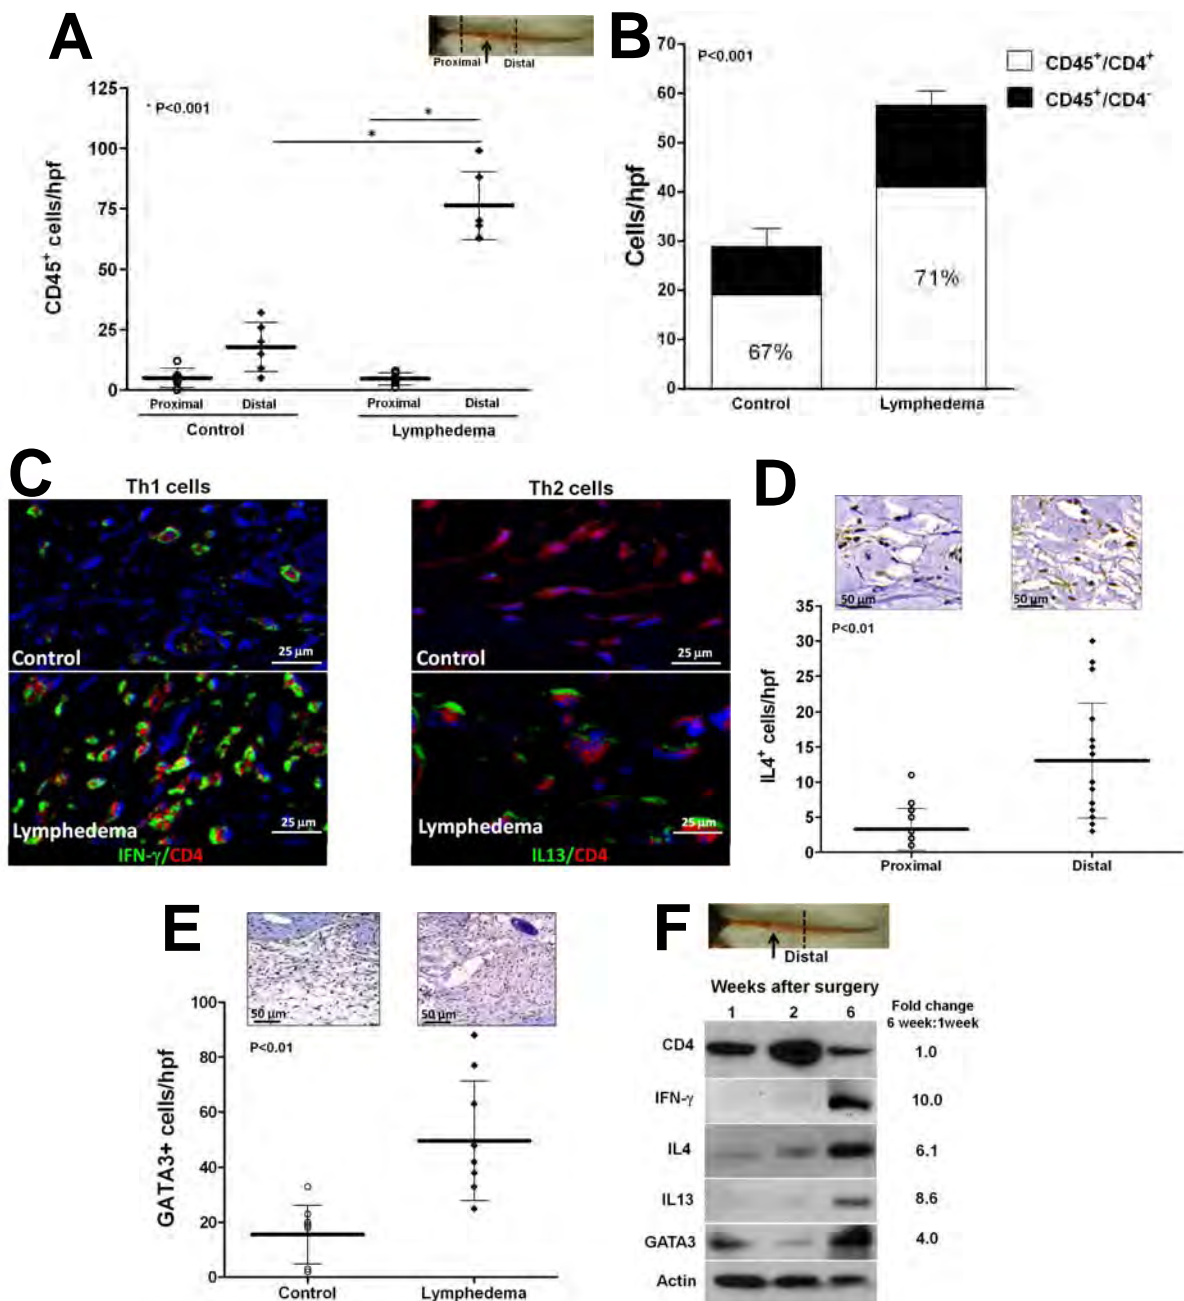 A
Proximal
Distal
* P<0.001
*
*
125
100
75
50
25
0
CD45+ cells/hpf
Proximal
Distal
Proximal
Distal
Control
Lymphedema
B
P<0.001
CD45+/CD4+
CD45+/CD4-
70
60
50
40
30
20
10
0
Cells/hpf
67%
71%
Control
Lymphedema
C
Th1 cells
Th2 cells
Control
25 µm
Control
25 µm
Lymphedema
25 µm
Lymphedema
25 µm
IFN-γ/CD4
IL13/CD4
D
50 µm
50 µm
P<0.01
35
30
25
20
15
10
5
0
IL4+ cells/hpf
Proximal
Distal
E
50 µm
50 µm
P<0.01
100
80
60
40
20
0
GATA3+ cells/hpf
Control
Lymphedema
F
Distal
Weeks after surgery
1 2 6
Fold change
6 week:1week
CD4 1.0
IFN-γ 10.0
IL4 6.1
IL13 8.6
GATA3 4.0
Actin